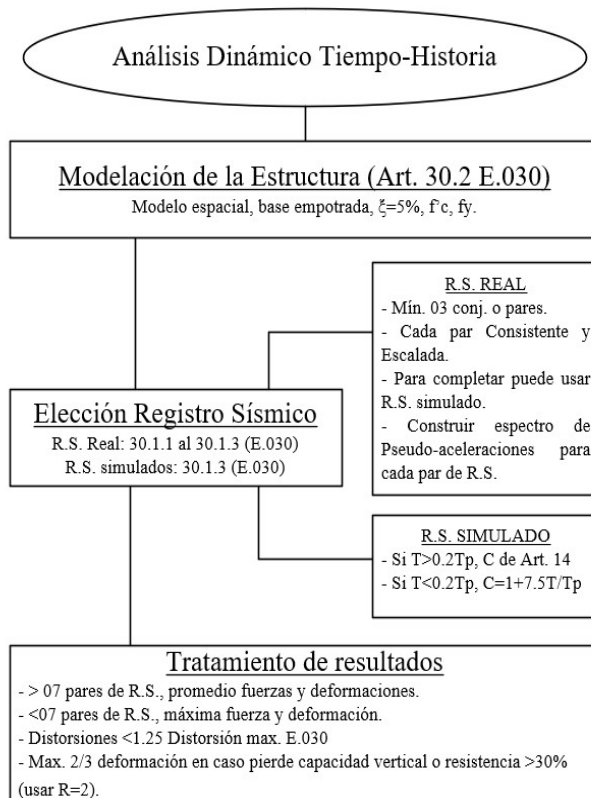 Análisis Dinámico Tiempo-Historia
Modelación de la Estructura (Art. 30.2 E.030)
Modelo espacial, base empotrada, ξ=5%, f´c, fy.
R.S. REAL
- Mín. 03 conj. o pares.
- Cada par Consistente y
Escalada.
- Para completar puede usar
R.S. simulado.
- Construir espectro de
Pseudo-aceleraciones para
cada par de R.S.
Elección Registro Sísmico
R.S. Real: 30.1.1 al 30.1.3 (E.030)
R.S. simulados: 30.1.3 (E.030)
R.S. SIMULADO
- Si T>0.2Tp, C de Art. 14
- Si T<0.2Tp, C=1+7.5T/Tp
Tratamiento de resultados
- > 07 pares de R.S., promedio fuerzas y deformaciones.
- <07 pares de R.S., máxima fuerza y deformación.
- Distorsiones <1.25 Distorsión max. E.030
- Max. 2/3 deformación en caso pierde capacidad vertical o resistencia >30%
(usar R=2).